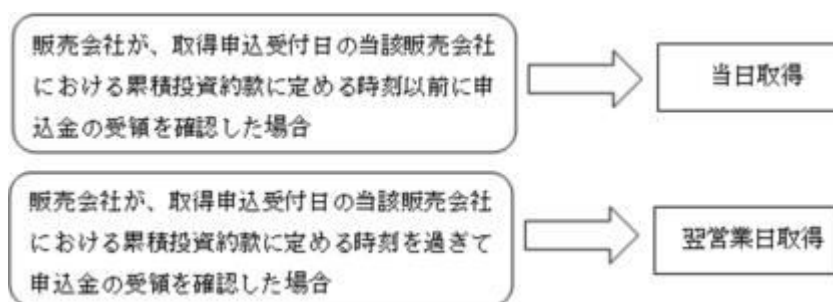 販売会社が、取得申込受付日の当該販売会社
における累積投資約款に定める時刻以前に申
込金の受領を確認した場合
当日取得
販売会社が、取得申込受付日の当該販売会社
における累積投資約款に定める時刻を過ぎて
申込金の受領を確認した場合
翌営業日取得